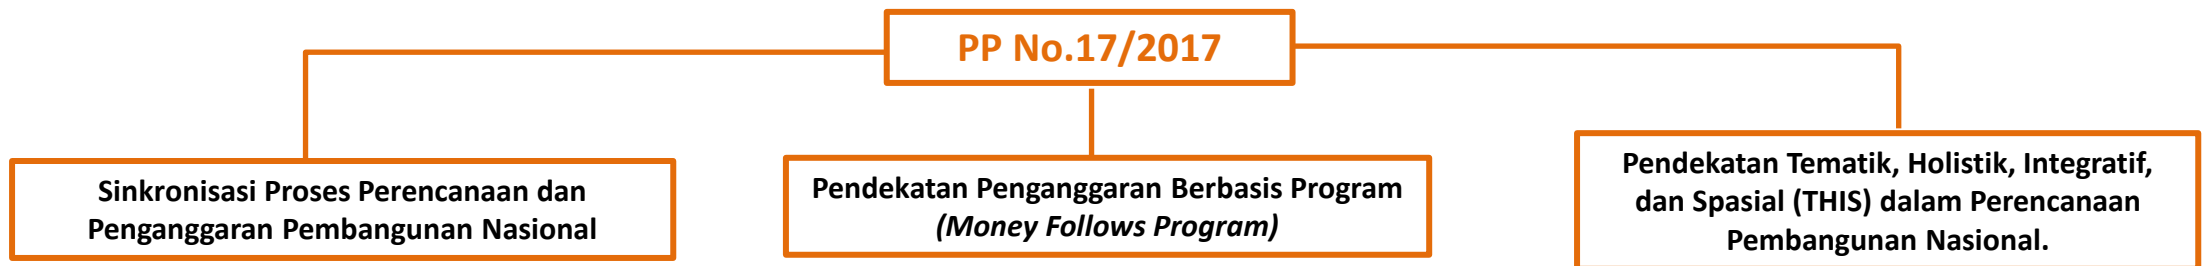 PP No.17/2017
Sinkronisasi Proses Perencanaan dan
Penganggaran Pembangunan Nasional
Pendekatan Penganggaran Berbasis Program
(Money Follows Program)
Pendekatan Tematik, Holistik, Integratif,
dan Spasial (THIS) dalam Perencanaan
Pembangunan Nasional.